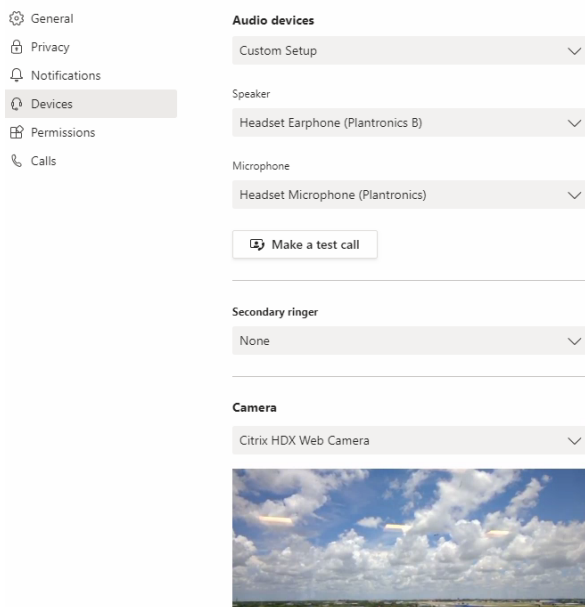 General
Privacy
Notifications
Devices
Permissions
Calls
Audio devices
Custom Setup
Speaker
Headset Earphone (Plantronics B)
Microphone
Headset Microphone (Plantronics)
Make a test call
Secondary ringer
None
Camera
Citrix HDX Web Camera